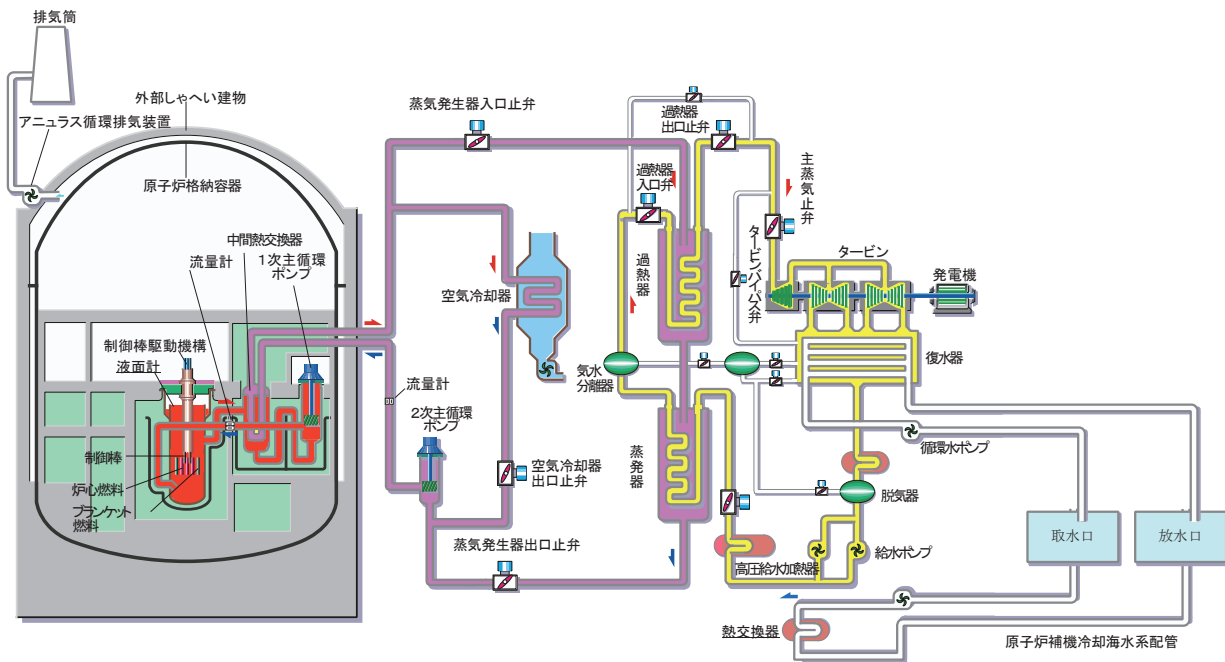 排気筒
外部しゃへい建物
アニュラス循環排気装置
原子炉格納容器
中間熱交換器
流量計
1次主循環
ポンプ
制御棒駆動機構
液面計
制御棒
炉心燃料
ブランケット
燃料
蒸気発生器入口止弁
空気冷却器
流量計
2次主循環
ポンプ
空気冷却器
出口止弁
蒸気発生器出口止弁
過熱器
出口止弁
過熱器
入口弁
過熱器
気水
分離器
蒸発器
主蒸気止弁
タービンバイパス弁
タービン
発電機
復水器
循環水ポンプ
脱気器
給水ポンプ
高圧給水加熱器
取水口
放水口
熱交換器
原子炉補機冷却海水系配管